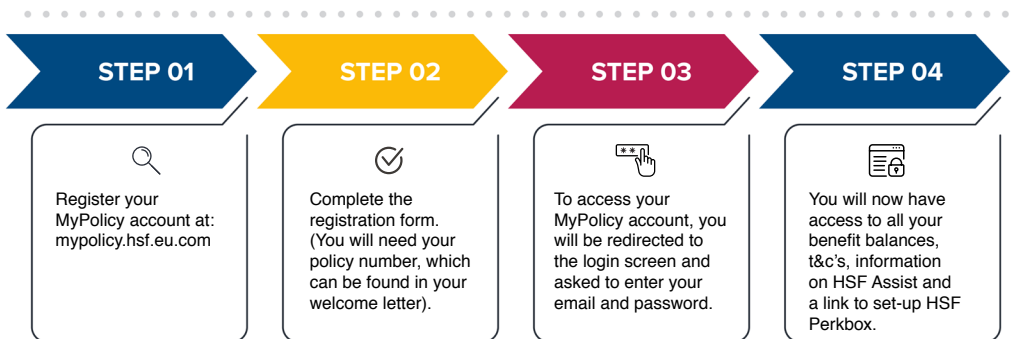 STEP 01
Register your
MyPolicy account at:
mypolicy.hsf.eu.com
STEP 02
Complete the
registration form.
(You will need your
policy number, which
can be found in your
welcome letter).
STEP 03
**
To access your
MyPolicy account, you
will be redirected to
the login screen and
asked to enter your
email and password.
STEP 04
You will now have
access to all your
benefit balances,
t&c's, information
on HSF Assist and
a link to set-up HSF
Perkbox.